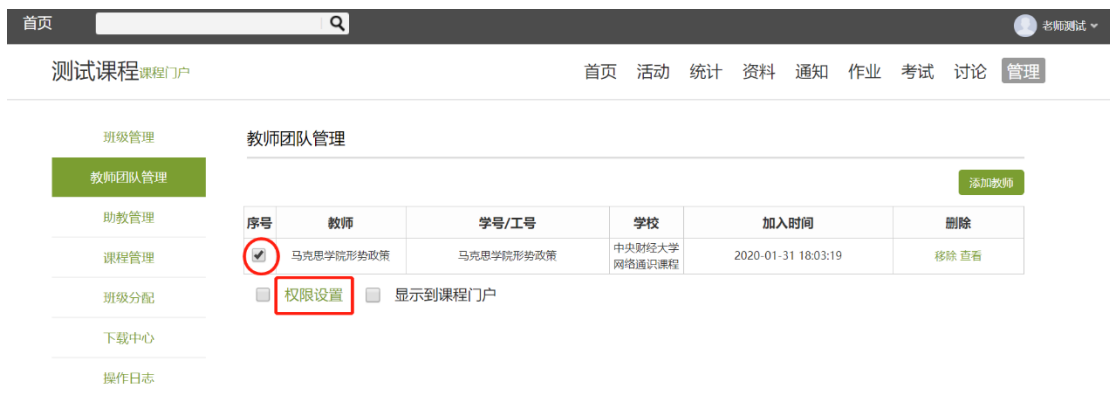 首页
老师测试
测试课程课程门户
首页 活动 统计 资料 通知 作业 考试 讨论 管理
班级管理
教师团队管理
助教管理
课程管理
班级分配
下载中心
操作日志
教师团队管理
添加教师
序号 教师 学号/工号 学校 加入时间 删除
马克思学院形势政策 马克思学院形势政策 中央财经大学 2020-01-31 18:03:19 移除 查看
网络通识课程
权限设置 显示到课程门户